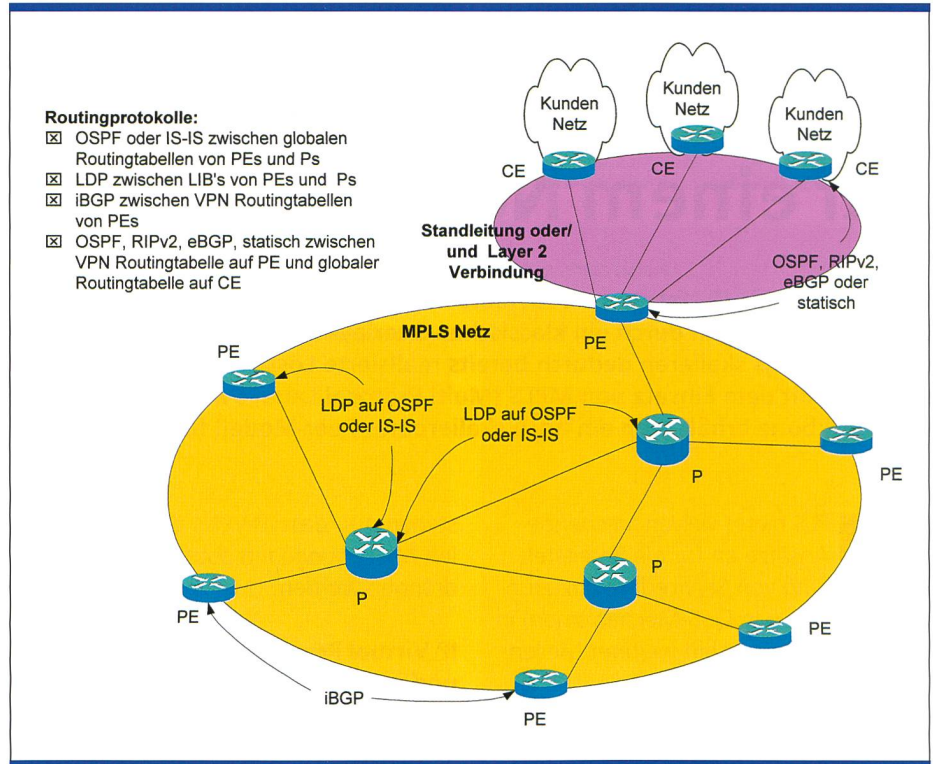 Routingprotokolle:
☒ OSPF oder IS-IS zwischen globalen
Routingtabellen von PEs und Ps
☒ LDP zwischen LIB's von PEs und Ps
☒ iBGP zwischen VPN Routingtabellen
von PEs
☒ OSPF, RIPv2, eBGP, statisch zwischen
VPN Routingtabelle auf PE und globaler
Routingtabelle auf CE
Kunden
Netz
Kunden
Netz
Kunden
Netz
CE
CE
CE
Standleitung oder/
und Layer 2
Verbindung
OSPF, RIPv2,
eBGP oder
statisch
PE
MPLS Netz
PE
LDP auf OSPF
oder IS-IS
LDP auf OSPF
oder IS-IS
P
PE
P
P
PE
PE
iBGP
PE